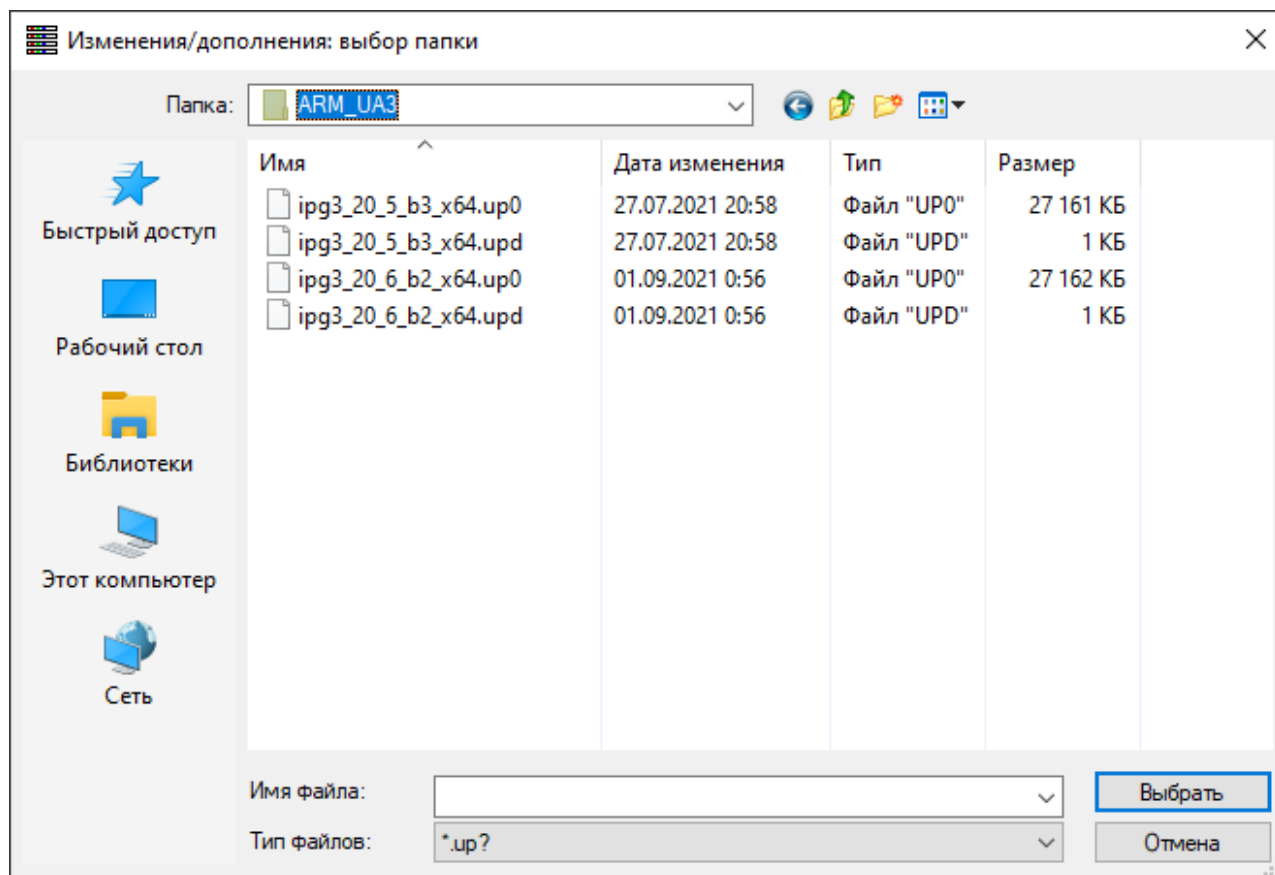 Изменения/дополнения: выбор папки
Папка: ARM_UA3
Имя Дата изменения Тип Размер
ipg3_20_5_b3_x64.up0 27.07.2021 20:58 Файл "UP0" 27 161 КБ
ipg3_20_5_b3_x64.upd 27.07.2021 20:58 Файл "UPD" 1 КБ
ipg3_20_6_b2_x64.up0 01.09.2021 0:56 Файл "UP0" 27 162 КБ
ipg3_20_6_b2_x64.upd 01.09.2021 0:56 Файл "UPD" 1 КБ
Быстрый доступ
Рабочий стол
Библиотеки
Этот компьютер
Сеть
Имя файла: Выбрать
Тип файлов: *.up? Отмена